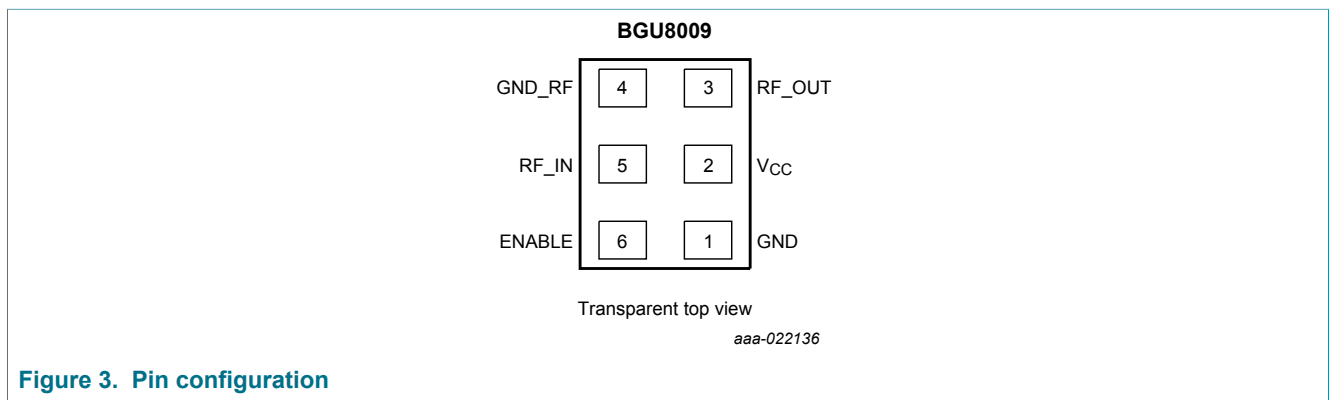 BGU8009
GND_RF 4 3 RF_OUT
RF_IN 5 2 VCC
ENABLE 6 1 GND
Transparent top view
aaa-022136
Figure 3. Pin configuration